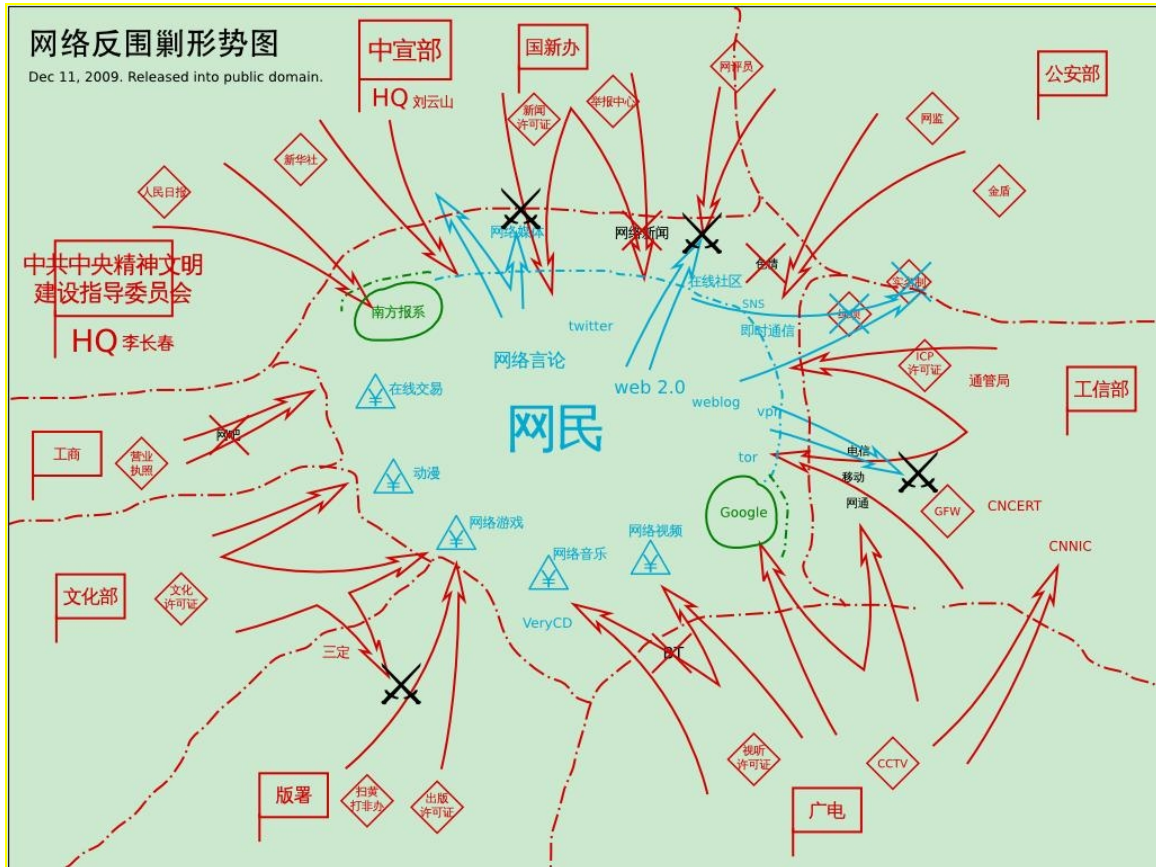 网络反围剿形势图
Dec 11, 2009. Released into public domain.
中宣部
HQ 刘云山
国新办
网评员
公安部
新闻
许可证
举报中心
网监
新华社
人民日报
金盾
中共中央精神文明
建设指导委员会
HQ 李长春
网络媒体
网络新闻
色情
在线社区
实名制
SNS
南方报系
twitter
即时通信
网络言论
ICP
许可证
通管局
工信部
在线交易
¥
web 2.0
weblog
vpn
网民
网吧
工商
营业
执照
tor
电信
移动
网通
动漫
¥
Google
GFW
CNCERT
CNNIC
网络游戏
¥
网络视频
¥
网络音乐
¥
文化部
文化
许可证
VeryCD
三定
BT
版署
扫黄
打非办
出版
许可证
视听
许可证
CCTV
广电